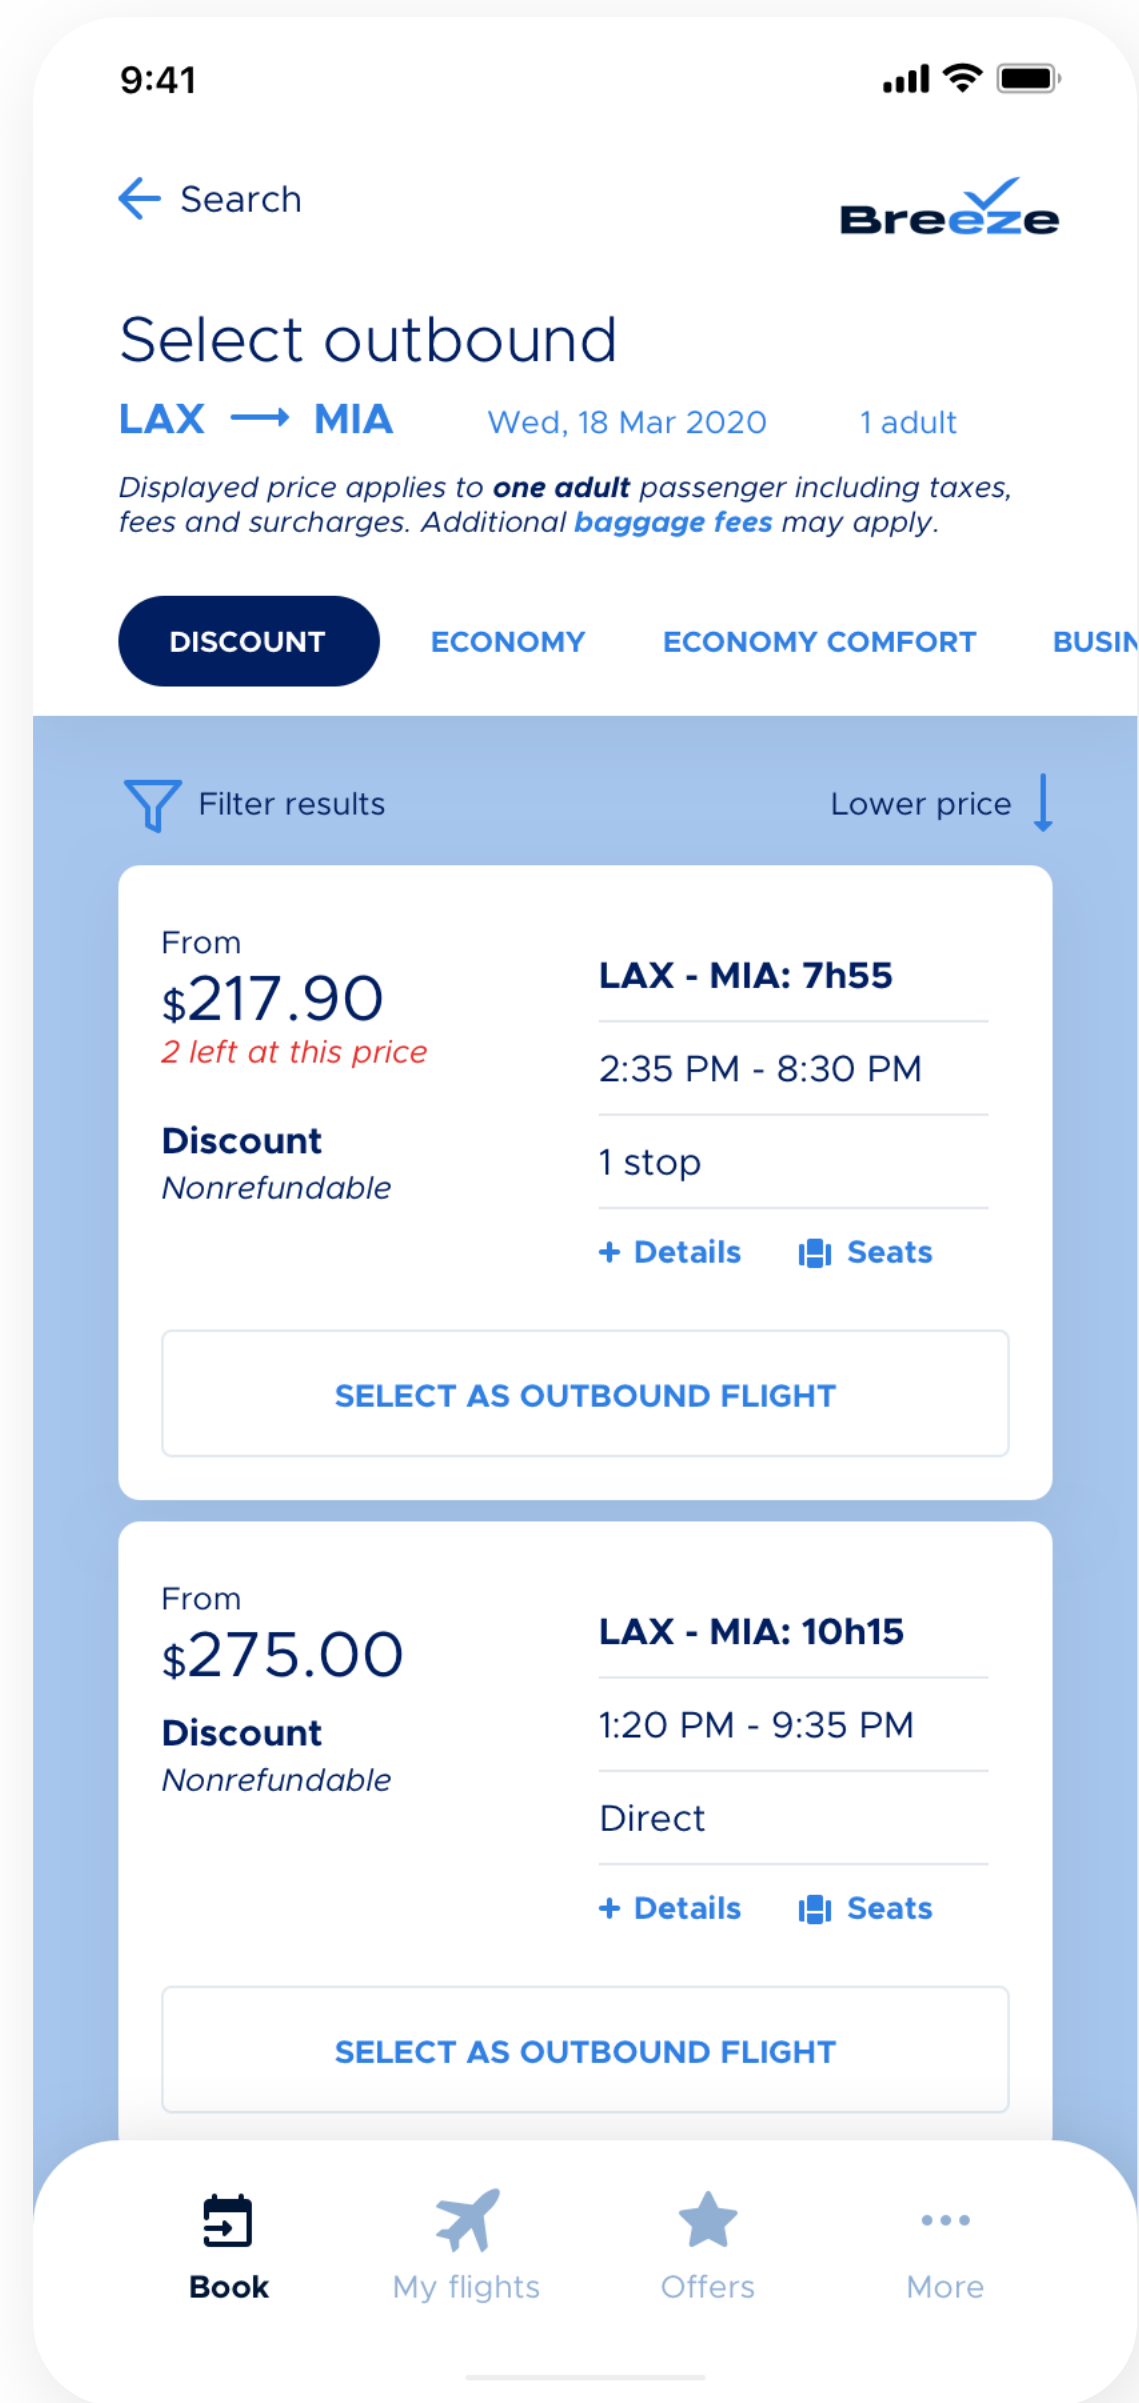 9:41
Search
Breeze
Select outbound
LAX → MIA Wed, 18 Mar 2020 1 adult
Displayed price applies to one adult passenger including taxes,
fees and surcharges. Additional baggage fees may apply.
DISCOUNT ECONOMY ECONOMY COMFORT BUSIN
Filter results Lower price
From
$217.90
2 left at this price
Discount
Nonrefundable
LAX - MIA: 7h55
2:35 PM - 8:30 PM
1 stop
+ Details Seats
SELECT AS OUTBOUND FLIGHT
From
$275.00
Discount
Nonrefundable
LAX - MIA: 10h15
1:20 PM - 9:35 PM
Direct
+ Details Seats
SELECT AS OUTBOUND FLIGHT
Book My flights Offers More